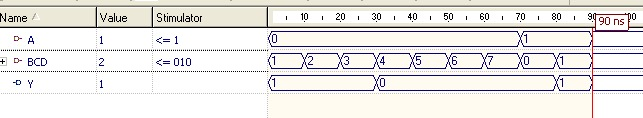 Name Value Stimulator 10 20 30 40 50 60 70 80
90 ns
A 1 <= 1 0 1
BCD 2 <= 010 1 2 3 4 5 6 7 0 1
Y 1 1 0 1